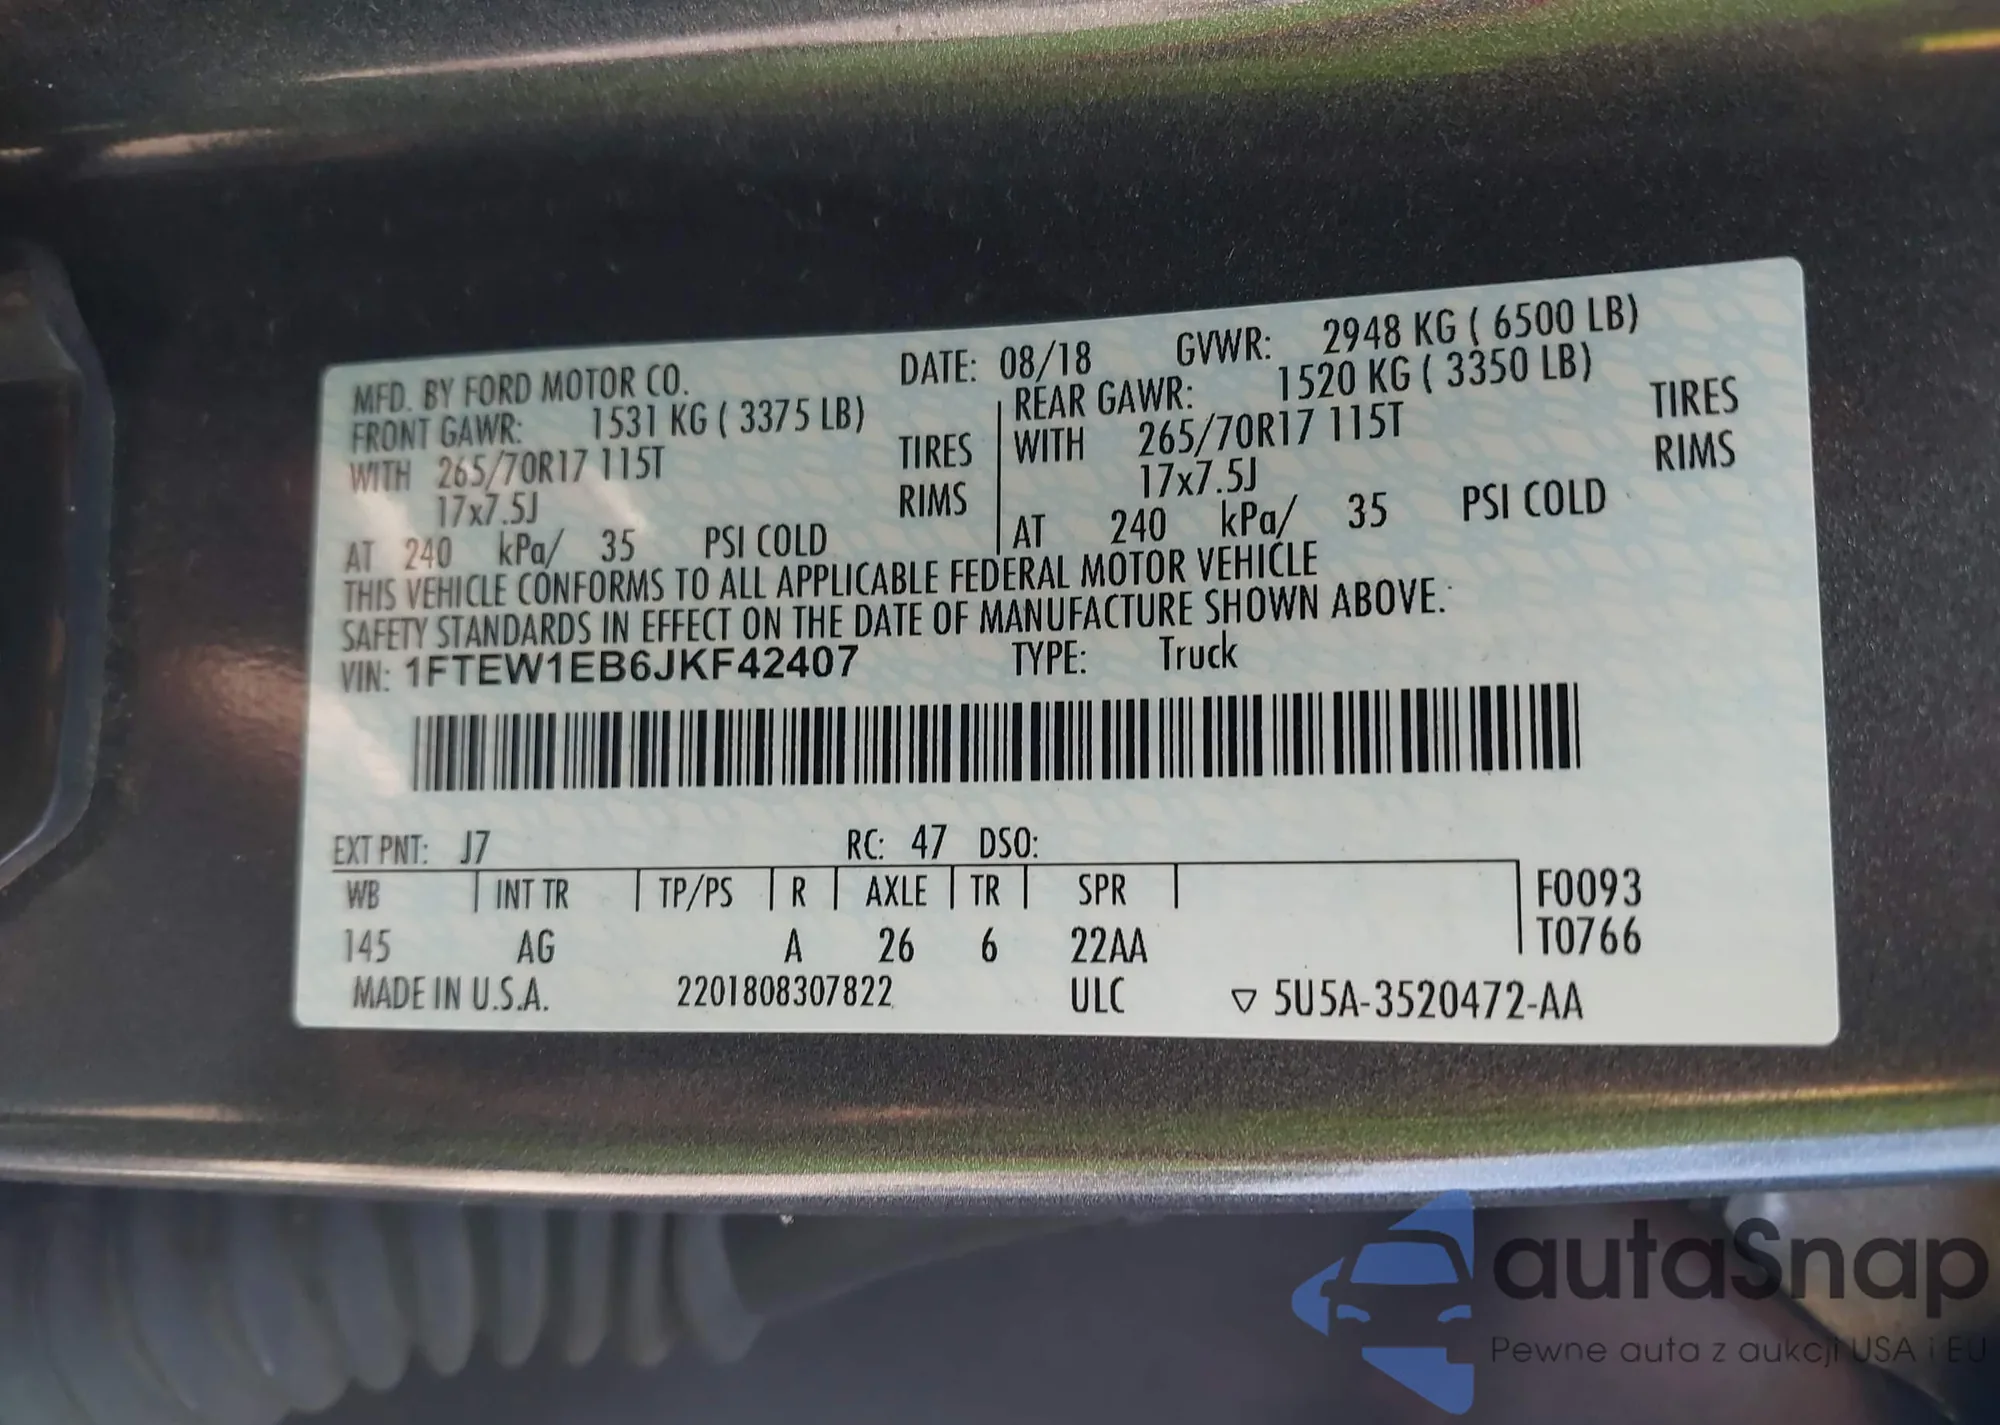 MFD. BY FORD MOTOR CO. DATE: 08/18 GVWR: 2948 KG ( 6500 LB)
FRONT GAWR: 1531 KG ( 3375 LB) REAR GAWR: 1520 KG ( 3350 LB)
WITH 265/70R17 115T TIRES WITH 265/70R17 115T TIRES
17x7.5J RIMS 17x7.5J RIMS
AT 240 kPa/ 35 PSI COLD AT 240 kPa/ 35 PSI COLD
THIS VEHICLE CONFORMS TO ALL APPLICABLE FEDERAL MOTOR VEHICLE
SAFETY STANDARDS IN EFFECT ON THE DATE OF MANUFACTURE SHOWN ABOVE.
VIN: 1FTEW1EB6JKF42407 TYPE: Truck
EXT PNT: J7 RC: 47 DSO:
WB INT TR TP/PS R AXLE TR SPR F0093
145 AG A 26 6 22AA T0766
MADE IN U.S.A. 2201808307822 ULC ▽ 5U5A-3520472-AA
autaSnap
Pewne auta z aukcji USA i EU